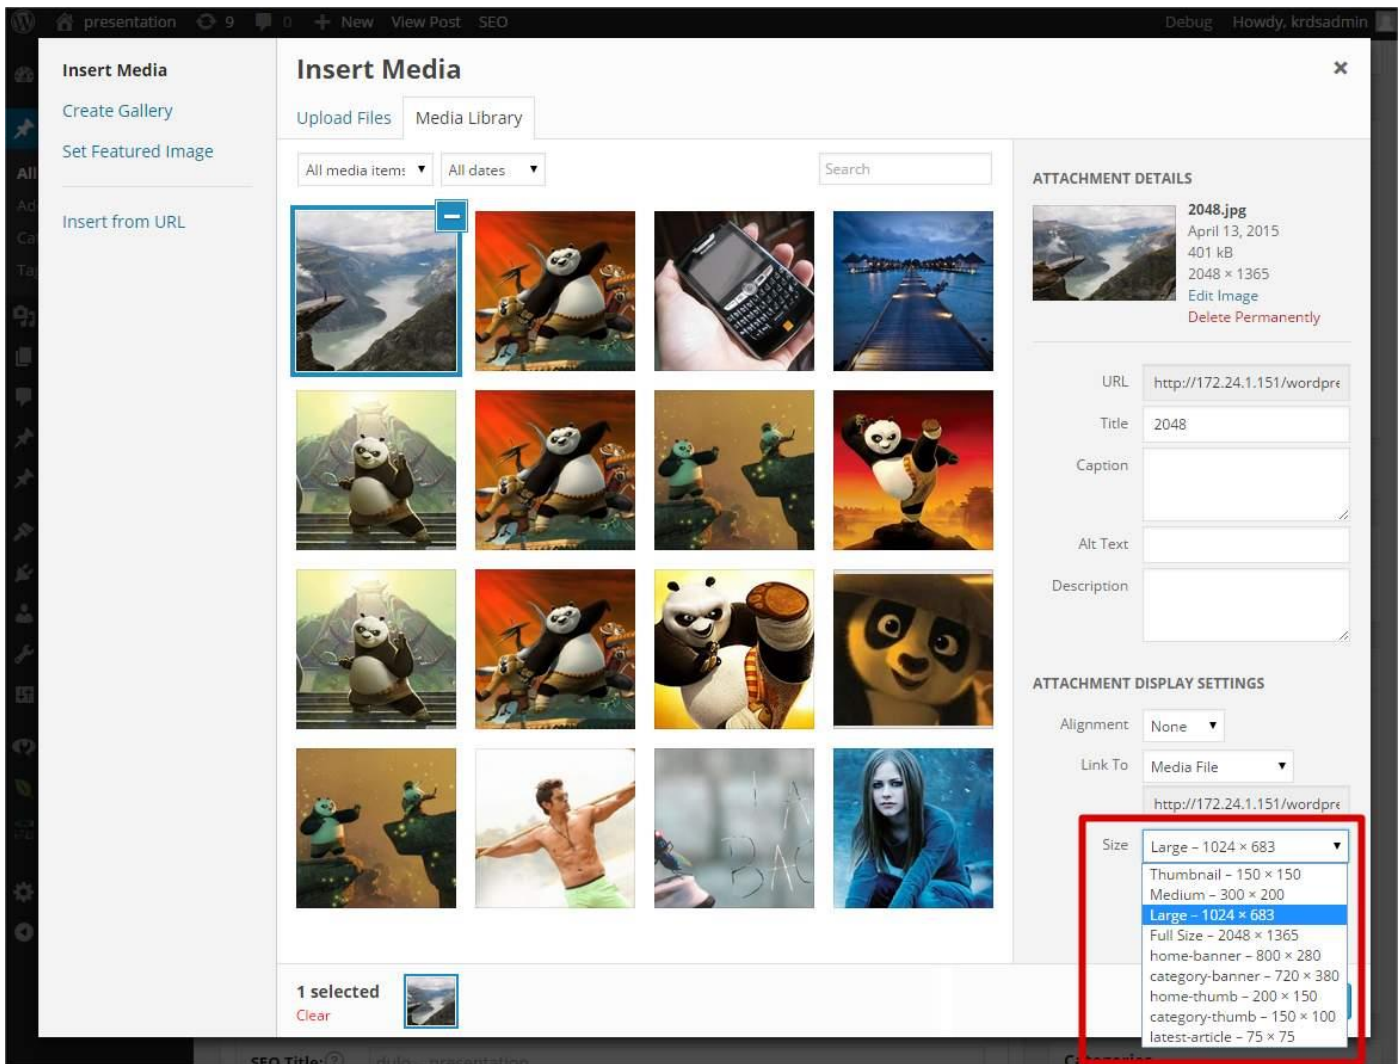 presentation 9 0 + New View Post SEO Debug Howdy, krdsadmin
Insert Media
Create Gallery
Set Featured Image
Insert from URL
Insert Media
×
Upload Files Media Library
All media items All dates Search
ATTACHMENT DETAILS
2048.jpg
April 13, 2015
401 kB
2048 × 1365
Edit Image
Delete Permanently
URL http://172.24.1.151/wordpre
Title 2048
Caption
Alt Text
Description
ATTACHMENT DISPLAY SETTINGS
Alignment None
Link To Media File
http://172.24.1.151/wordpre
Size Large – 1024 × 683
Thumbnail – 150 × 150
Medium – 300 × 200
Large – 1024 × 683
Full Size – 2048 × 1365
home-banner – 800 × 280
category-banner – 720 × 380
home-thumb – 200 × 150
category-thumb – 150 × 100
latest-article – 75 × 75
1 selected
Clear
All
SEO Title: ?
presentation